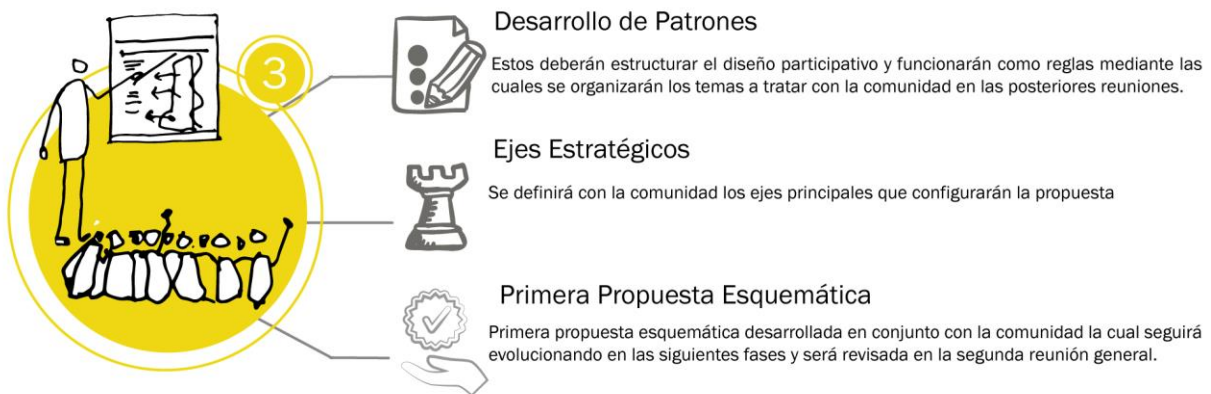 3
Desarrollo de Patrones
Estos deberán estructurar el diseño participativo y funcionarán como reglas mediante las
cuales se organizarán los temas a tratar con la comunidad en las posteriores reuniones.
Ejes Estratégicos
Se definirá con la comunidad los ejes principales que configurarán la propuesta
Primera Propuesta Esquemática
Primera propuesta esquemática desarrollada en conjunto con la comunidad la cual seguirá
evolucionando en las siguientes fases y será revisada en la segunda reunión general.